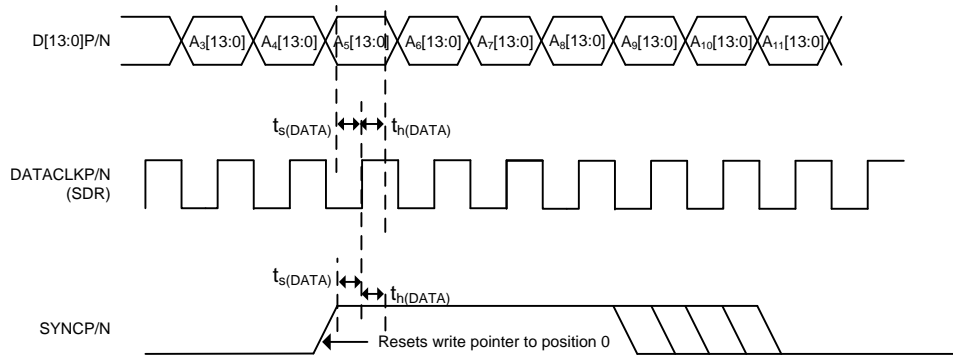 D[13:0]P/N
A3[13:0] A4[13:0] A5[13:0] A6[13:0] A7[13:0] A8[13:0] A9[13:0] A10[13:0] A11[13:0]
ts(DATA) th(DATA)
DATACLKP/N
(SDR)
ts(DATA)
th(DATA)
SYNCP/N
Resets write pointer to position 0